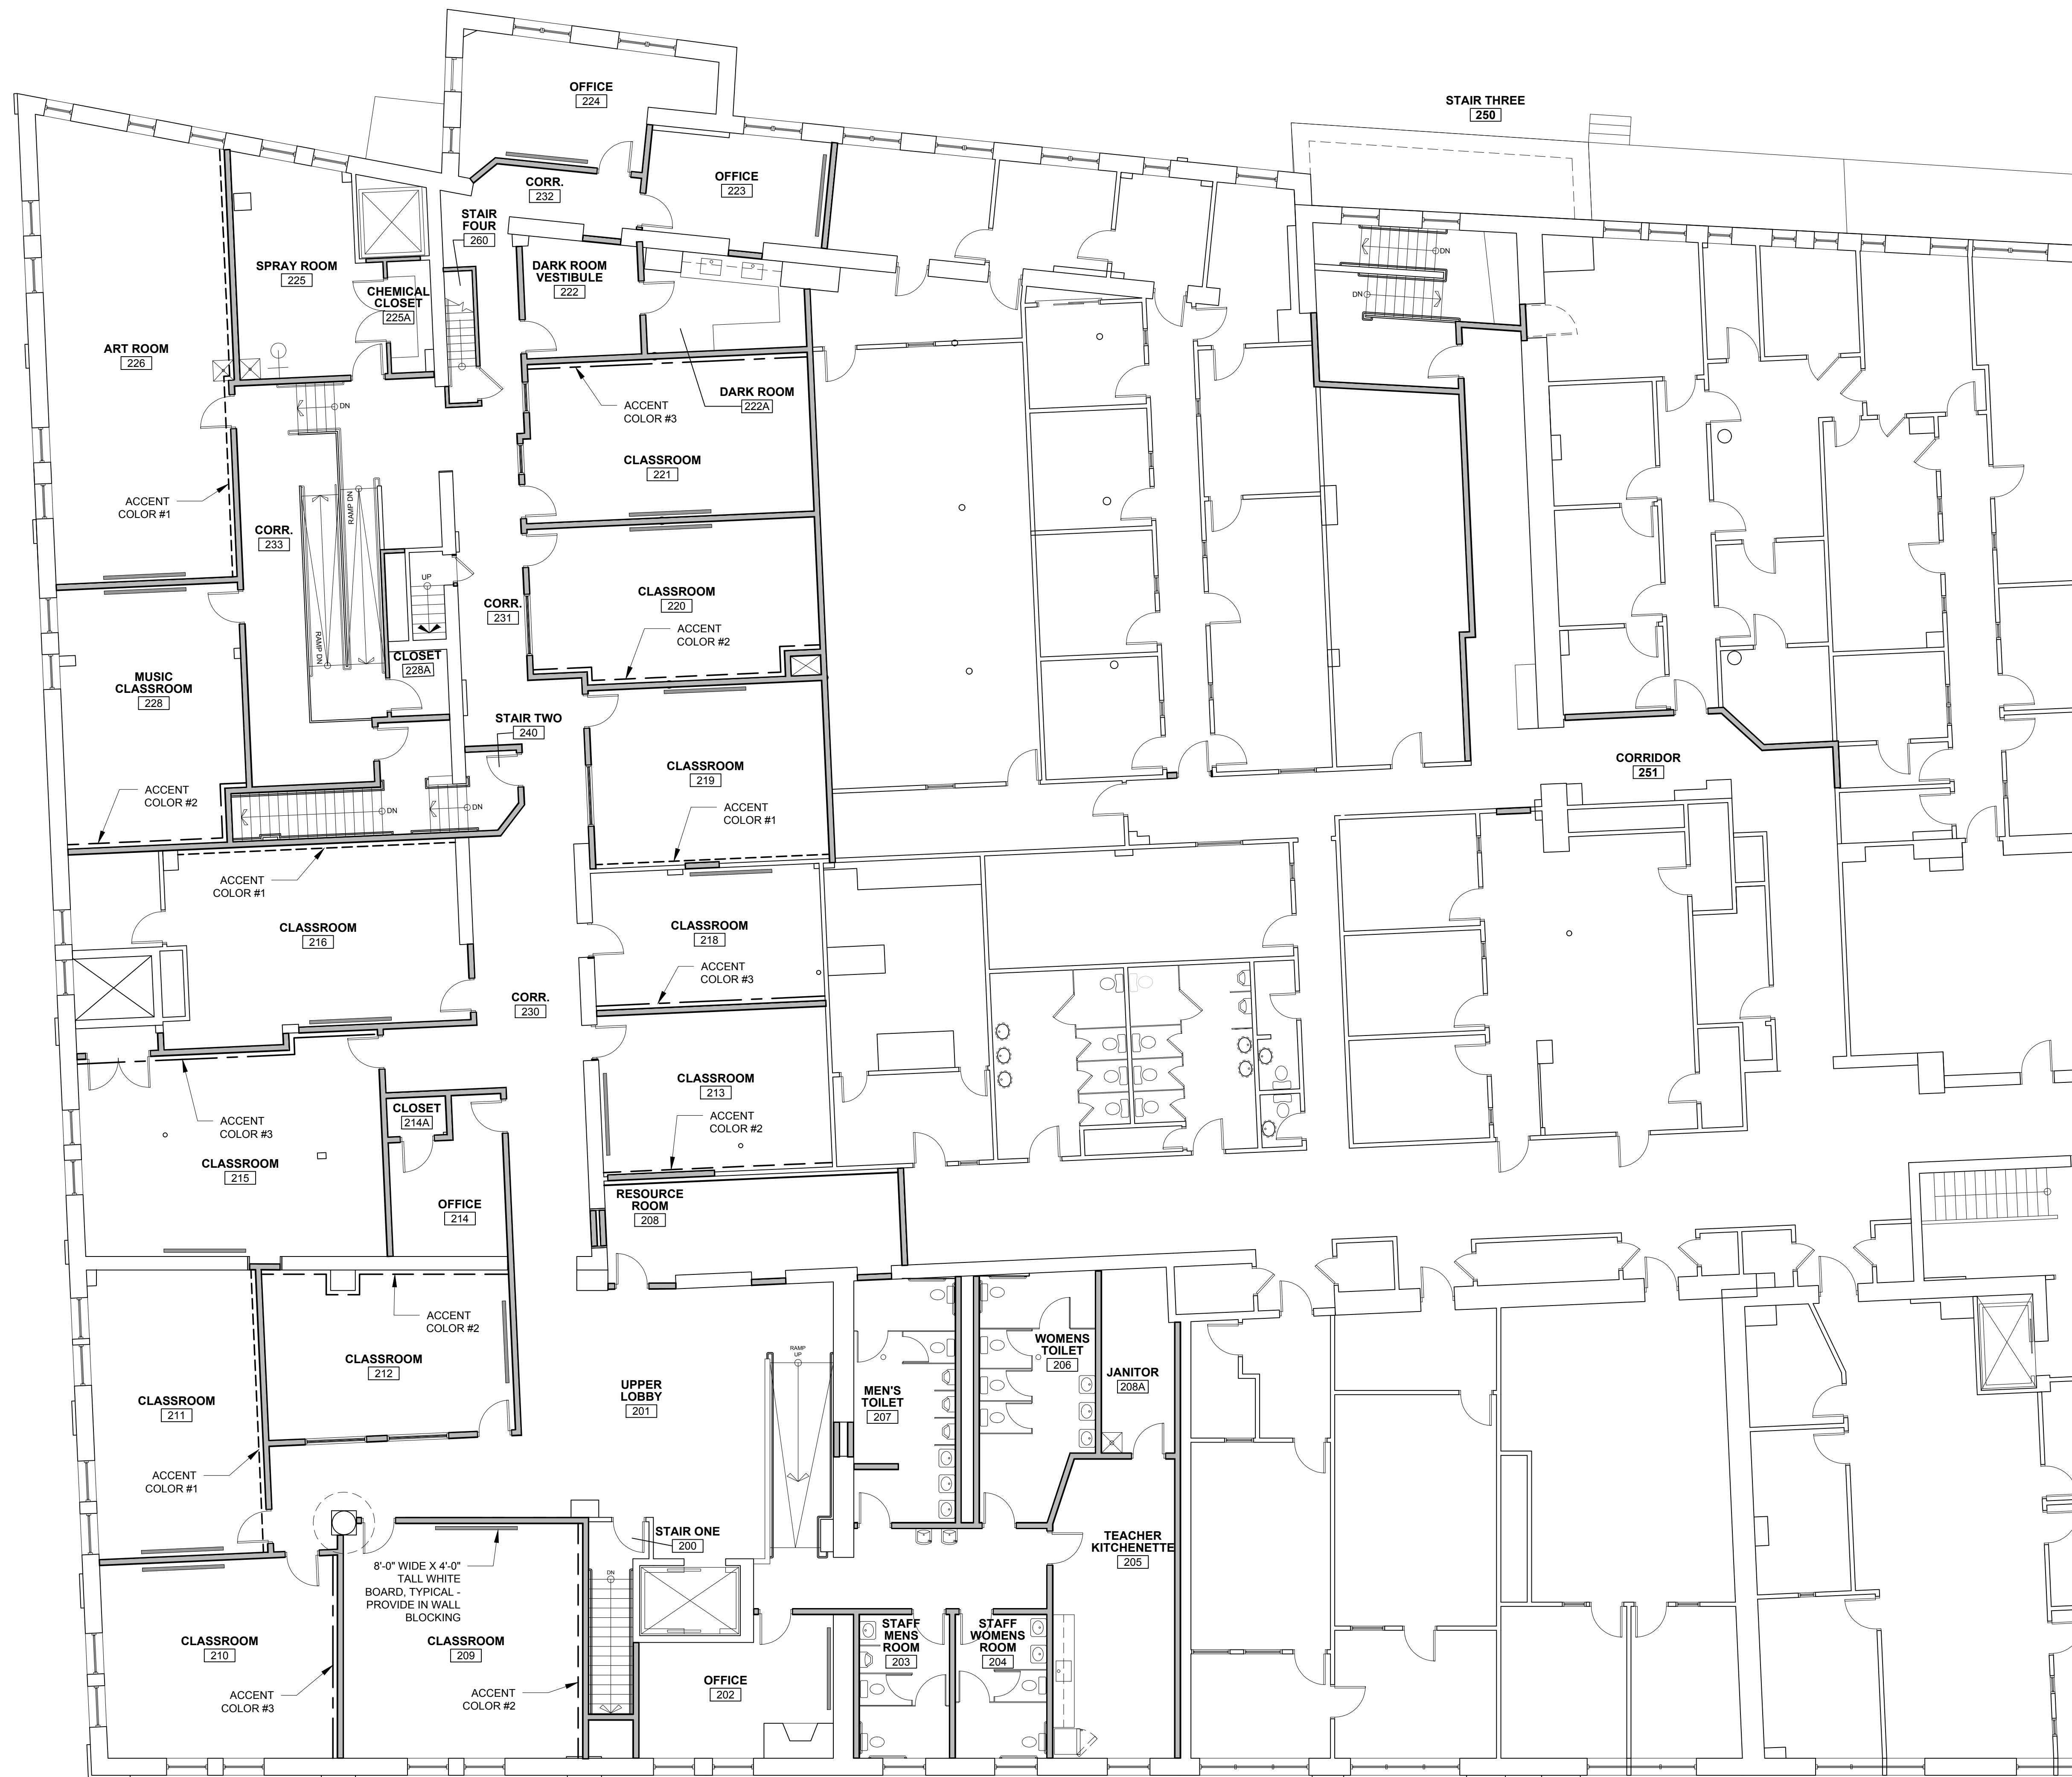 OFFICE
224
STAIR THREE
250
CORR.
232
OFFICE
223
STAIR
FOUR
260
SPRAY ROOM
225
CHEMICAL
CLOSET
225A
DARK ROOM
VESTIBULE
222
DN
DN
ART ROOM
226
DARK ROOM
222A
ACCENT
COLOR #3
DN
CLASSROOM
221
ACCENT
COLOR #1
RAMP DN
CORR.
233
UP
CLASSROOM
220
CORR.
231
ACCENT
COLOR #2
RAMP DN
CLOSET
228A
MUSIC
CLASSROOM
228
STAIR TWO
240
CLASSROOM
219
CORRIDOR
251
ACCENT
COLOR #2
DN
DN
ACCENT
COLOR #1
ACCENT
COLOR #1
CLASSROOM
216
CLASSROOM
218
ACCENT
COLOR #3
CORR.
230
CLASSROOM
213
ACCENT
COLOR #2
CLOSET
214A
ACCENT
COLOR #3
CLASSROOM
215
OFFICE
214
RESOURCE
ROOM
208
ACCENT
COLOR #2
CLASSROOM
212
RAMP
UP
WOMENS
TOILET
206
JANITOR
208A
UPPER
LOBBY
201
MEN'S
TOILET
207
CLASSROOM
211
ACCENT
COLOR #1
STAIR ONE
200
TEACHER
KITCHENETTE
205
8'-0" WIDE X 4'-0"
TALL WHITE
BOARD, TYPICAL -
PROVIDE IN WALL
BLOCKING
DN
CLASSROOM
210
CLASSROOM
209
STAFF
MENS
ROOM
203
STAFF
WOMENS
ROOM
204
OFFICE
202
ACCENT
COLOR #3
ACCENT
COLOR #2